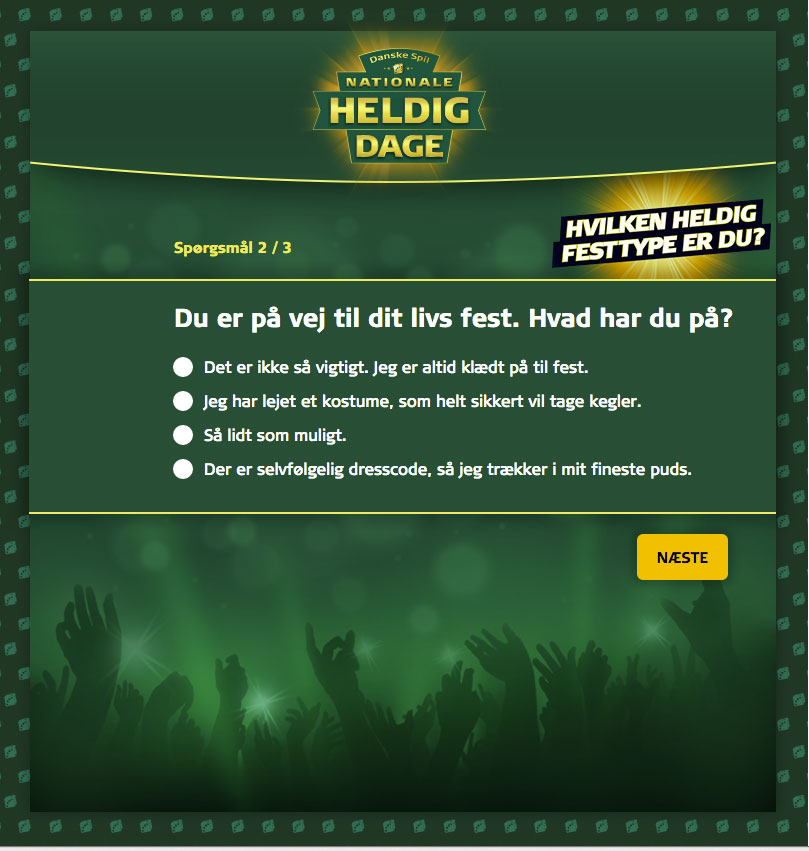 Danske Spil
NATIONALE
HELDIG
DAGE
HVILKEN HELDIG
FESTTYPE ER DU?
Spørgsmål 2 / 3
Du er på vej til dit livs fest. Hvad har du på?
Det er ikke så vigtigt. Jeg er altid klædt på til fest.
Jeg har lejet et kostume, som helt sikkert vil tage kegler.
Så lidt som muligt.
Der er selvfølgelig dresscode, så jeg trækker i mit fineste puds.
NÆSTE